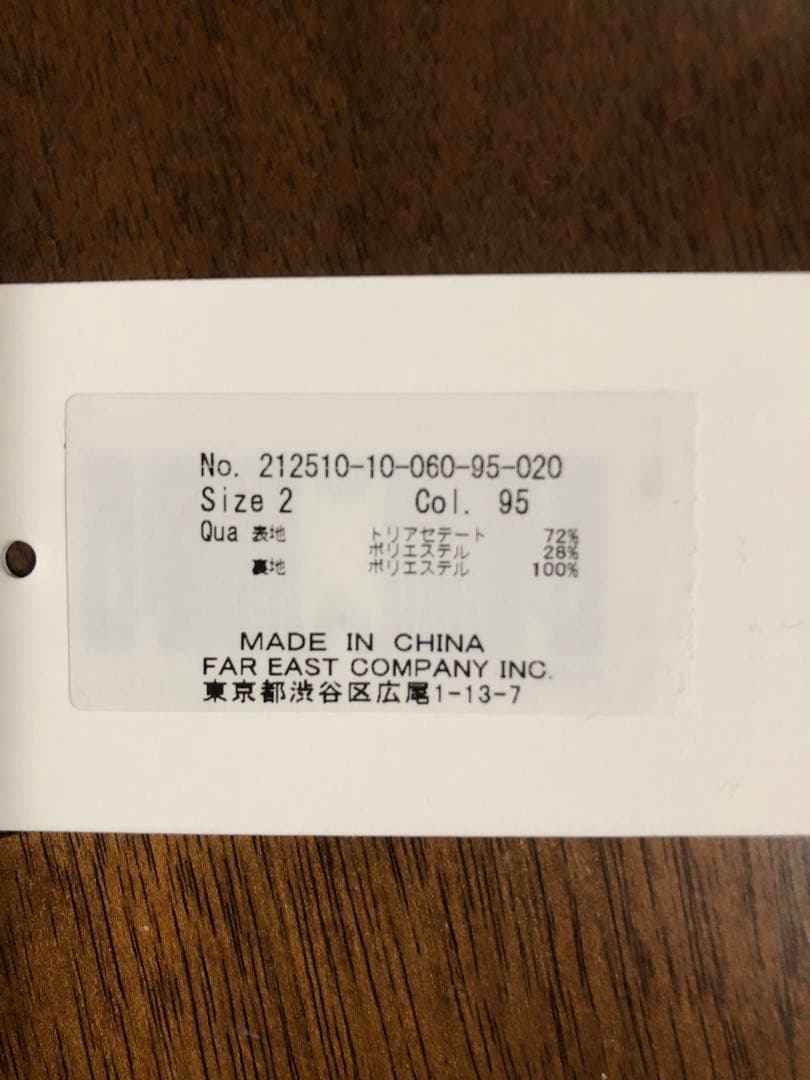 No. 212510-10-060-95-020
Size 2 Col. 95
Qua 表地 トリアセテート 72%
ポリエステル 28%
裏地 ポリエステル 100%
MADE IN CHINA
FAR EAST COMPANY INC.
東京都渋谷区広尾1-13-7